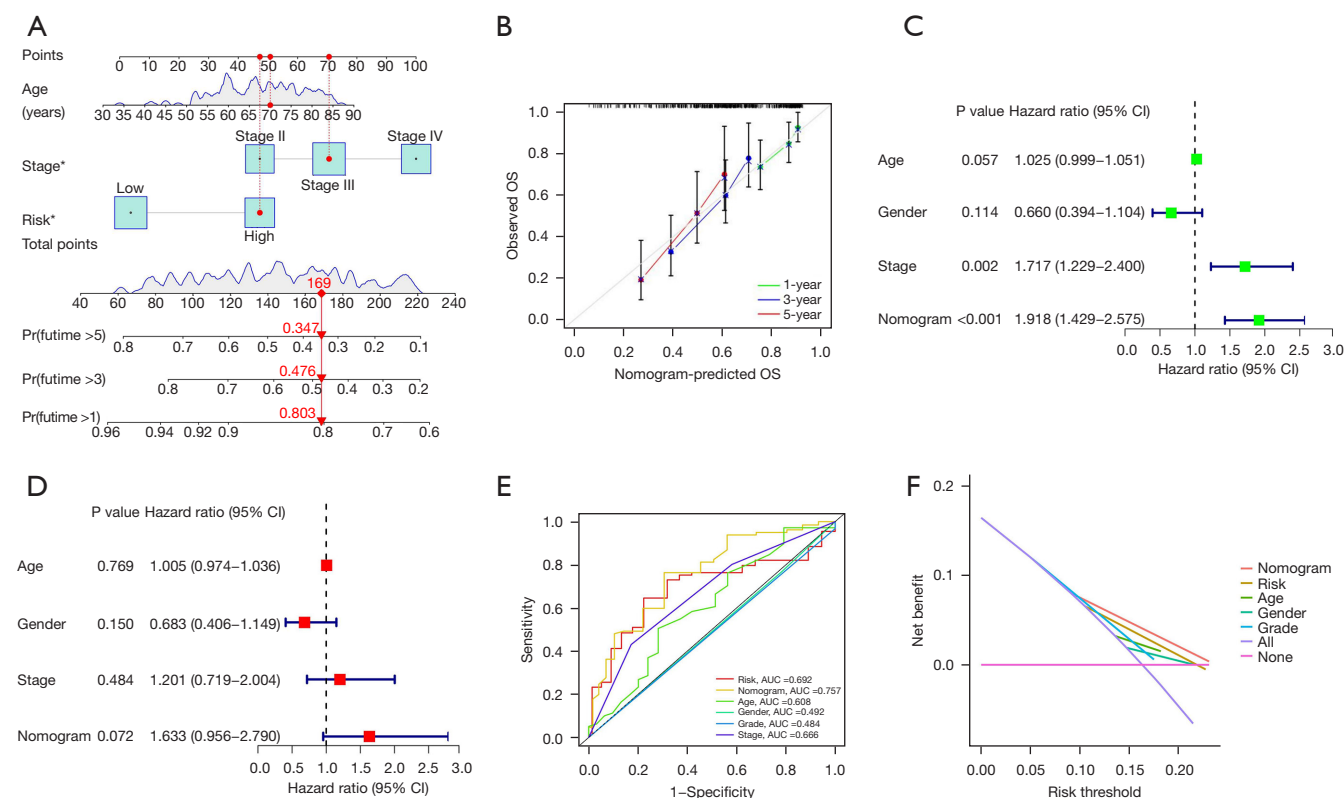 A
Points
0 10 20 30 40 50 60 70 80 90 100
Age
(years)
30 35 40 45 50 55 60 65 70 75 80 85 90
Stage II Stage IV
Stage*
Stage III
Low
Risk*
High
Total points
169
40 60 80 100 120 140 160 180 200 220 240
0.347
Pr(futime >5)
0.8 0.7 0.6 0.5 0.4 0.3 0.2 0.1
0.476
Pr(futime >3)
0.8 0.7 0.6 0.5 0.4 0.3 0.2
0.803
Pr(futime >1)
0.96 0.94 0.92 0.9 0.8 0.7 0.6
B
Observed OS
1.0
0.8
0.6
0.4
0.2
0.0
1-year
3-year
5-year
0.0 0.2 0.4 0.6 0.8 1.0
Nomogram-predicted OS
C
P value Hazard ratio (95% CI)
Age 0.057 1.025 (0.999–1.051)
Gender 0.114 0.660 (0.394–1.104)
Stage 0.002 1.717 (1.229–2.400)
Nomogram <0.001 1.918 (1.429–2.575)
0.0 0.5 1.0 1.5 2.0 2.5 3.0
Hazard ratio (95% CI)
D
P value Hazard ratio (95% CI)
Age 0.769 1.005 (0.974–1.036)
Gender 0.150 0.683 (0.406–1.149)
Stage 0.484 1.201 (0.719–2.004)
Nomogram 0.072 1.633 (0.956–2.790)
0.0 0.5 1.0 1.5 2.0 2.5 3.0
Hazard ratio (95% CI)
E
Sensitivity
1.0
0.8
0.6
0.4
0.2
0.0
Risk, AUC =0.692
Nomogram, AUC =0.757
Age, AUC =0.608
Gender, AUC =0.492
Grade, AUC =0.484
Stage, AUC =0.666
0.0 0.2 0.4 0.6 0.8 1.0
1–Specificity
F
Net benefit
0.2
0.1
0.0
0.00 0.05 0.10 0.15 0.20
Risk threshold
Nomogram
Risk
Age
Gender
Grade
All
None